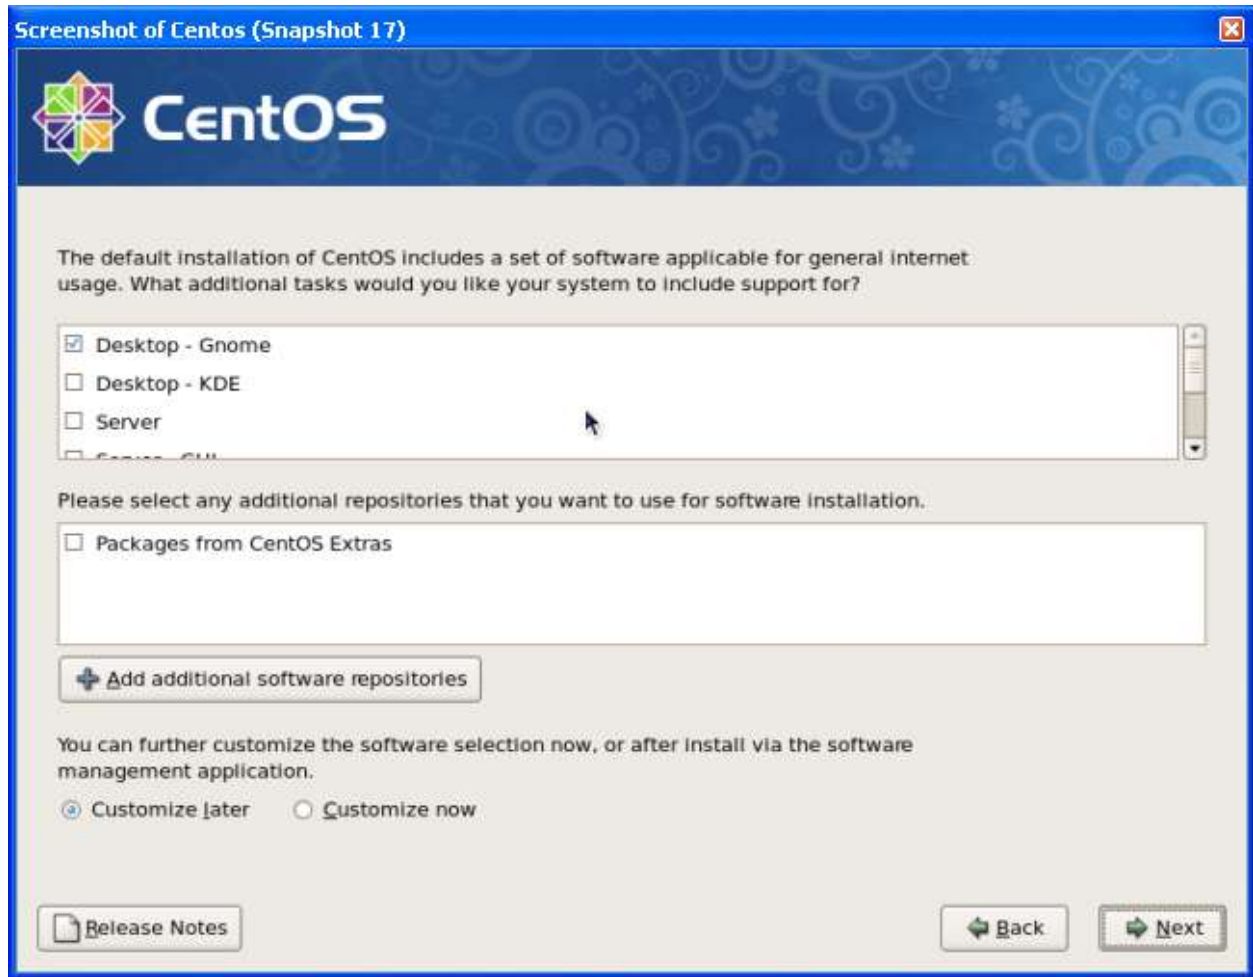 Screenshot of Centos (Snapshot 17)
CentOS
The default installation of CentOS includes a set of software applicable for general internet
usage. What additional tasks would you like your system to include support for?
Desktop - Gnome
Desktop - KDE
Server
Server - GUI
Please select any additional repositories that you want to use for software installation.
Packages from CentOS Extras
Add additional software repositories
You can further customize the software selection now, or after install via the software
management application.
Customize later Customize now
Release Notes Back Next